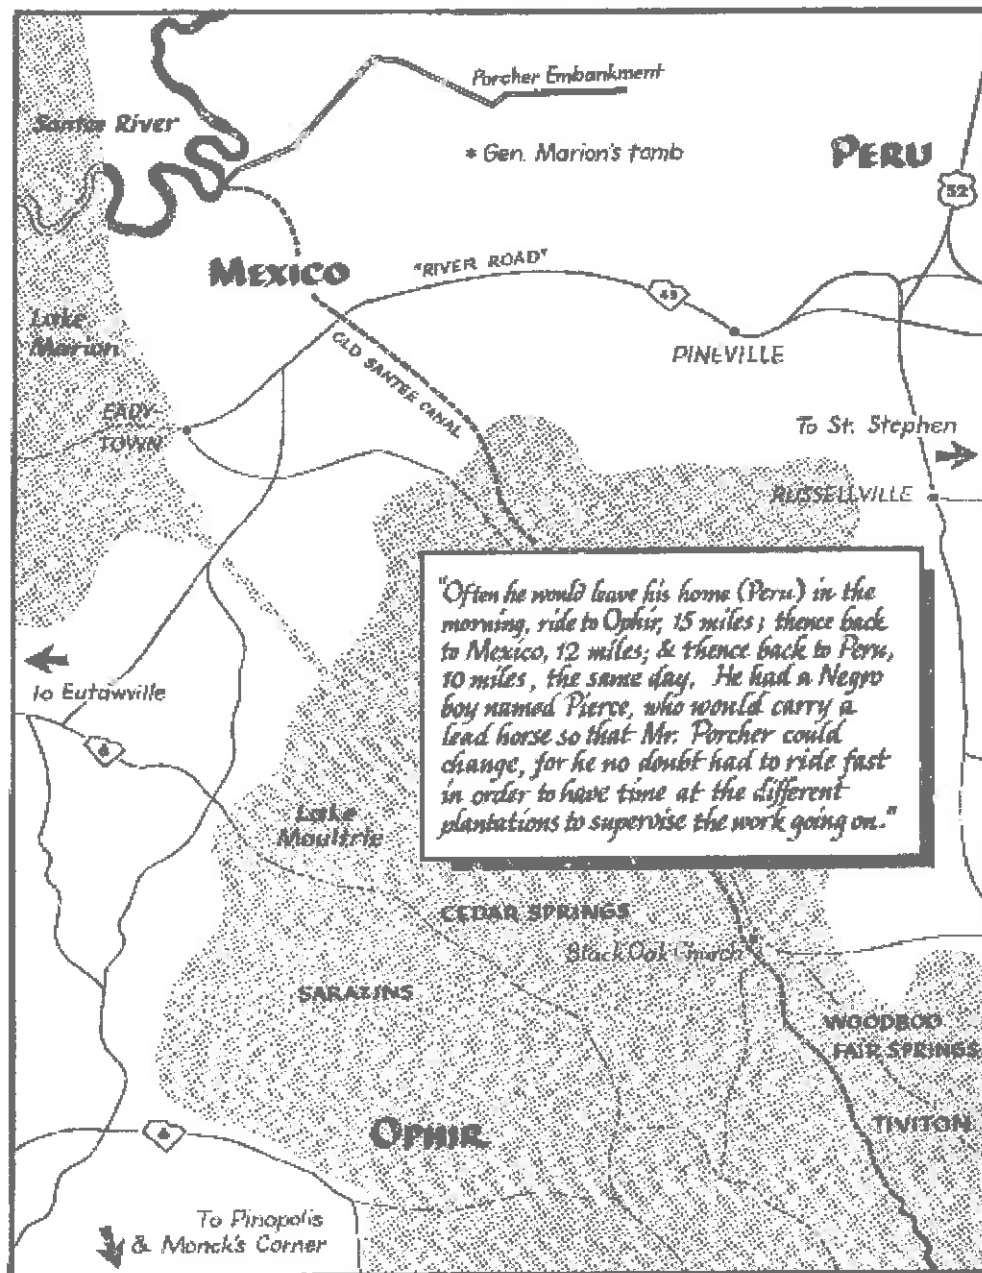 Porcher Embankment
Santee River
* Gen. Marion's tomb
PERU
52
MEXICO
"RIVER ROAD"
45
Lake
Marion
OLD SANTEE CANAL
PINEVILLE
EADY-
TOWN
To St. Stephen
RUSSELLVILLE
"Often he would leave his home (Peru) in the
morning, ride to Ophir, 15 miles; thence back
to Mexico, 12 miles; & thence back to Peru,
10 miles, the same day. He had a Negro
boy named Pierce, who would carry a
lead horse so that Mr. Porcher could
change, for he no doubt had to ride fast
in order to have time at the different
plantations to supervise the work going on."
To Eutawville
6
Lake
Moultrie
CEDAR SPRINGS
Black Oak Church
SARAZINS
WOODBOO
FAIR SPRINGS
TIVITON
OPHIR
6
To Pinopolis
& Monck's Corner